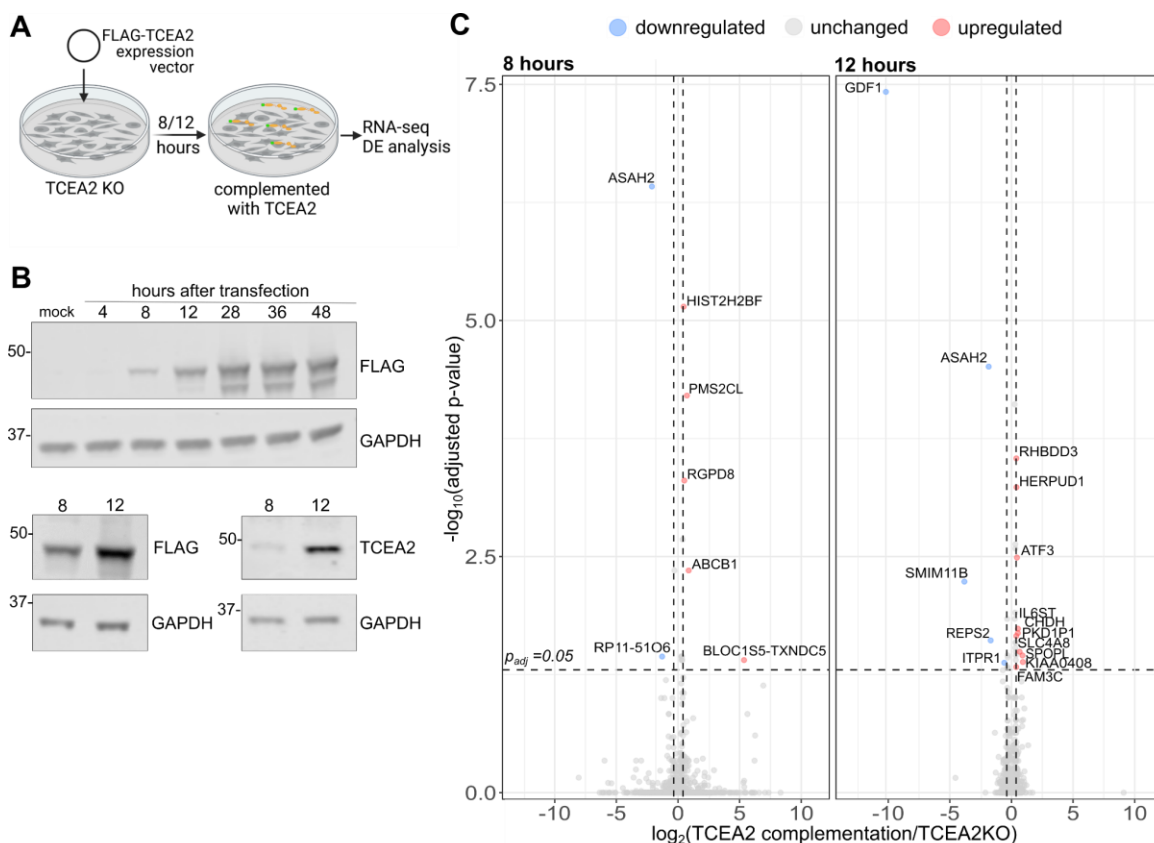 A
FLAG-TCEA2
expression
vector
8/12
hours
RNA-seq
DE analysis
TCEA2 KO
complemented
with TCEA2
B
hours after transfection
mock 4 8 12 28 36 48
50
FLAG
37
GAPDH
8 12
50
FLAG
37
GAPDH
8 12
50
TCEA2
37
GAPDH
C
downregulated unchanged upregulated
8 hours
12 hours
-log10(adjusted p-value)
7.5
5.0
2.5
0.0
ASAH2
HIST2H2BF
PMS2CL
RGPD8
ABCB1
RP11-51O6
BLOC1S5-TXNDC5
padj =0.05
-10 -5 0 5 10
GDF1
ASAH2
RHBDD3
HERPUD1
ATF3
SMIM11B
IL6ST
CHDH
REPS2
PKD1P1
SLC4A8
SPOPL
ITPR1
KIAA0408
FAM3C
-10 -5 0 5 10
log2(TCEA2 complementation/TCEA2KO)